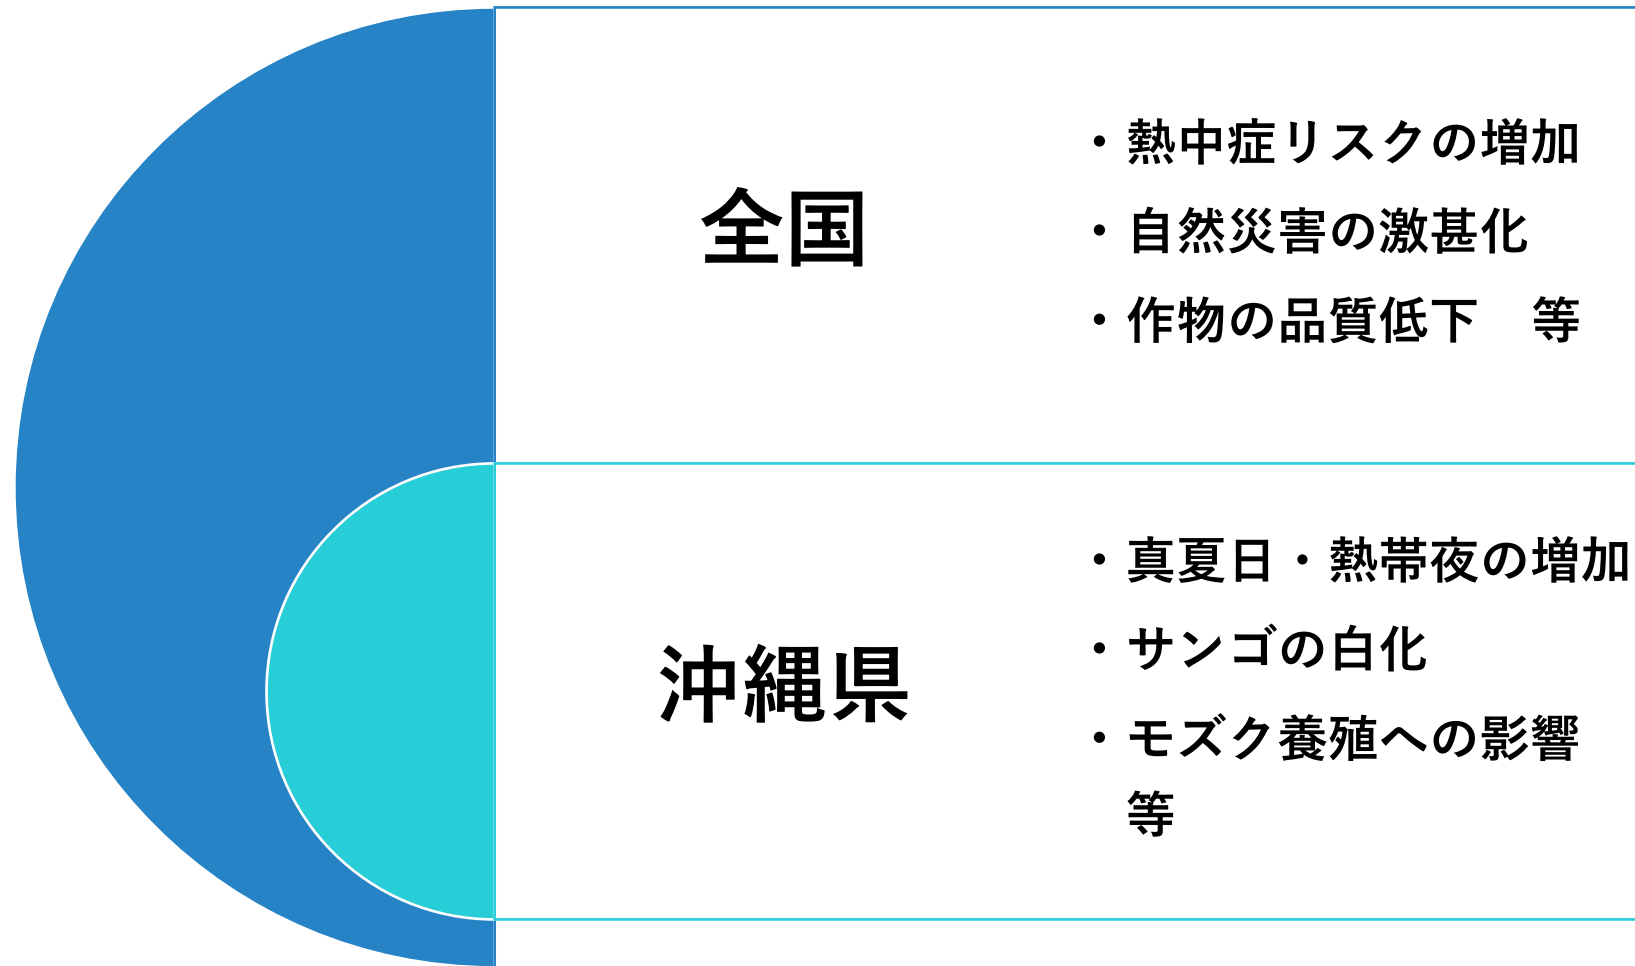 全国
・熱中症リスクの増加
・自然災害の激甚化
・作物の品質低下　等
沖縄県
・真夏日・熱帯夜の増加
・サンゴの白化
・モズク養殖への影響
等